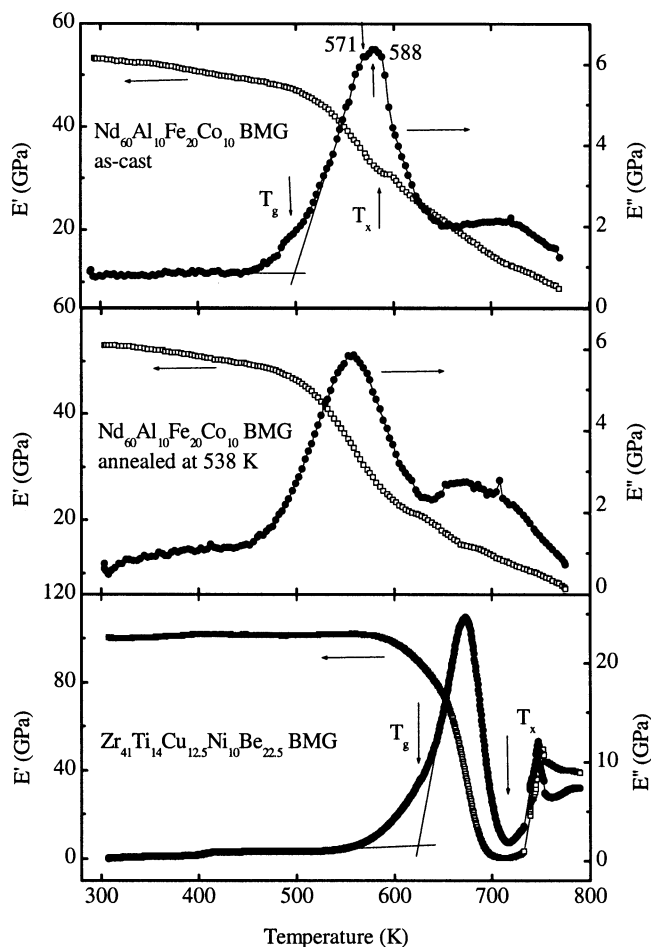 60
40
20
60
E' (GPa)
571
588
Nd60Al10Fe20Co10 BMG
as-cast
Tg
Tx
6
4
2
0
E'' (GPa)
40
20
120
E' (GPa)
Nd60Al10Fe20Co10 BMG
annealed at 538 K
6
4
2
0
E'' (GPa)
80
40
0
E' (GPa)
Zr41Ti14Cu12.5Ni10Be22.5 BMG
Tg
Tx
20
10
0
E'' (GPa)
300 400 500 600 700 800
Temperature (K)